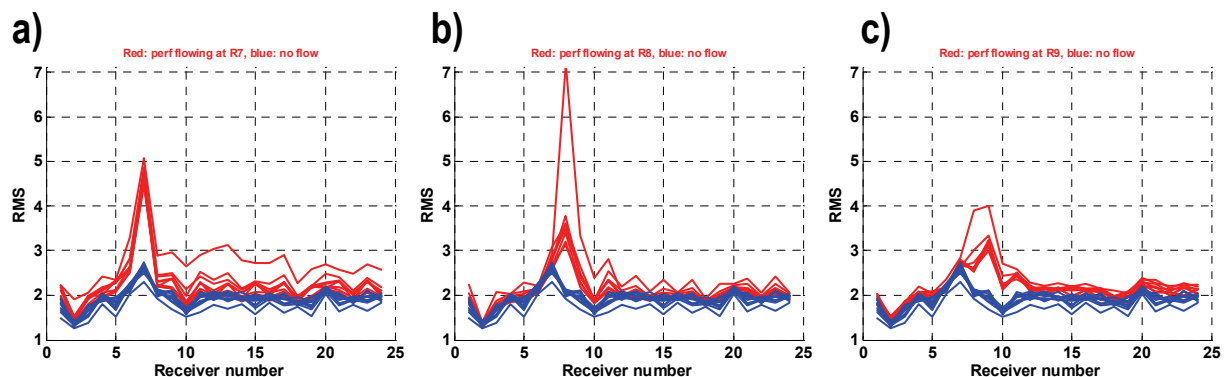 a)
Red: perf flowing at R7, blue: no flow
7
6
5
4
3
2
1
RMS
0 5 10 15 20 25
Receiver number
b)
Red: perf flowing at R8, blue: no flow
7
6
5
4
3
2
1
RMS
0 5 10 15 20 25
Receiver number
c)
Red: perf flowing at R9, blue: no flow
7
6
5
4
3
2
1
RMS
0 5 10 15 20 25
Receiver number